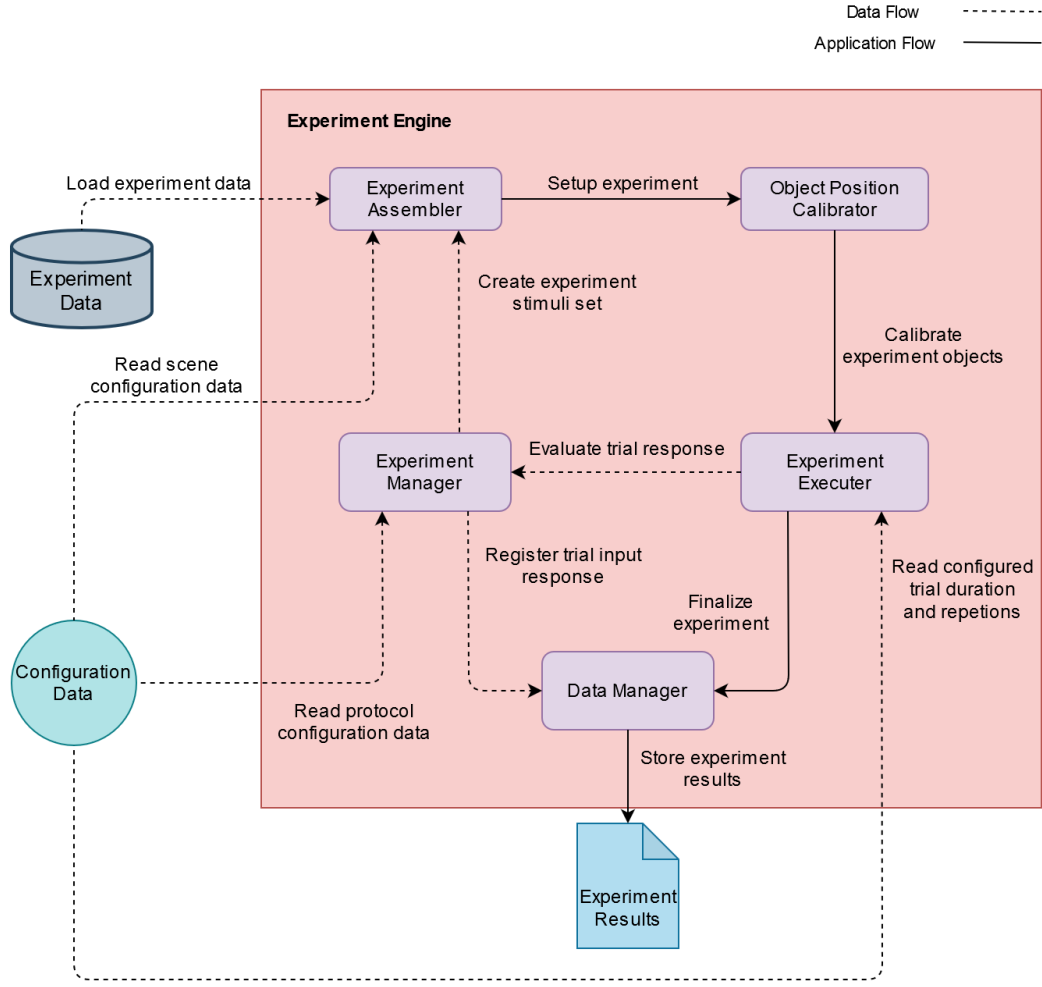 Data Flow
Application Flow
Experiment Engine
Load experiment data
Experiment
Assembler
Setup experiment
Object Position
Calibrator
Experiment
Data
Create experiment
stimuli set
Calibrate
experiment objects
Read scene
configuration data
Experiment
Manager
Evaluate trial response
Experiment
Executer
Register trial input
response
Read configured
trial duration
and repetions
Finalize
experiment
Configuration
Data
Data Manager
Read protocol
configuration data
Store experiment
results
Experiment
Results